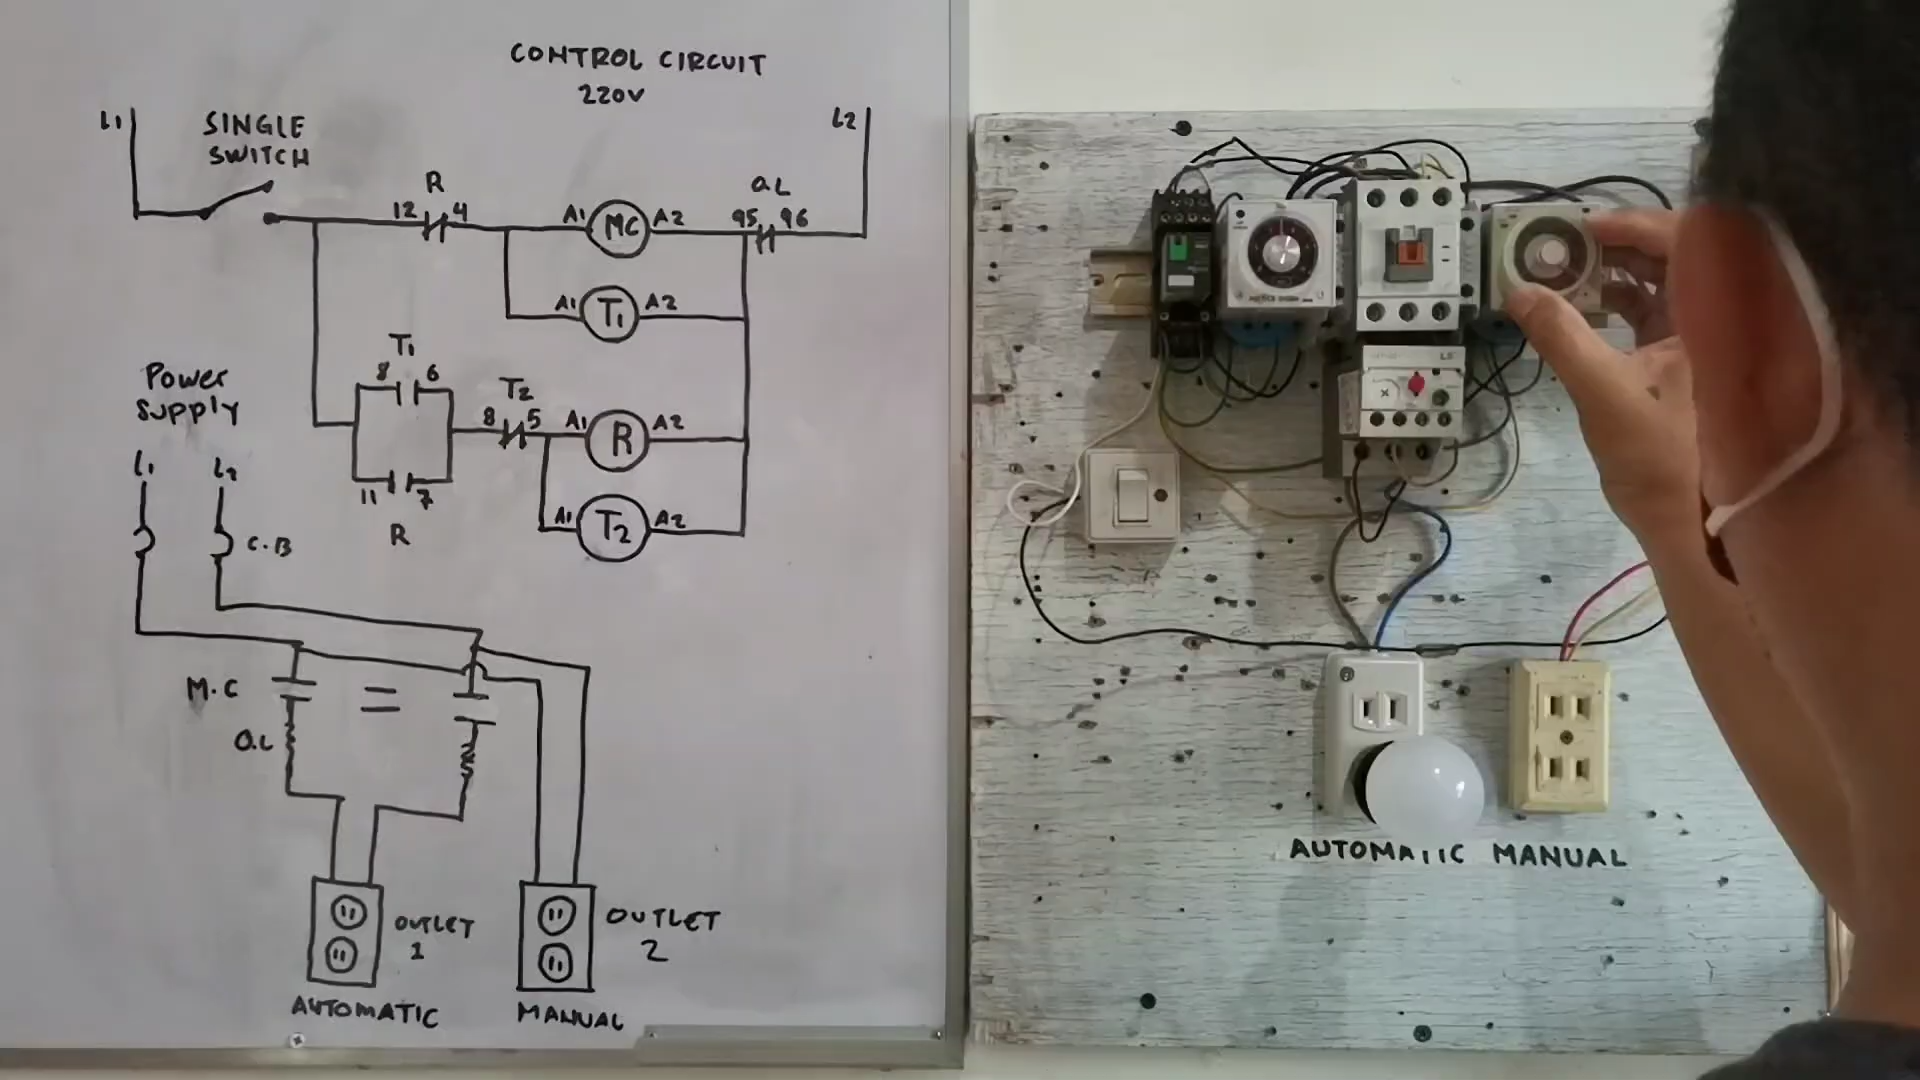 CONTROL CIRCUIT
220V
L1
SINGLE
SWITCH
L2
R
12
4
A1
MC
A2
O.L
95
96
A1
T1
A2
T1
8
6
T2
8
5
A1
R
A2
11
7
R
A1
T2
A2
Power
supply
L1
L2
C.B
M.C
O.L
OUTLET
1
OUTLET
2
AUTOMATIC
MANUAL
LS
AUTOMATIC
MANUAL